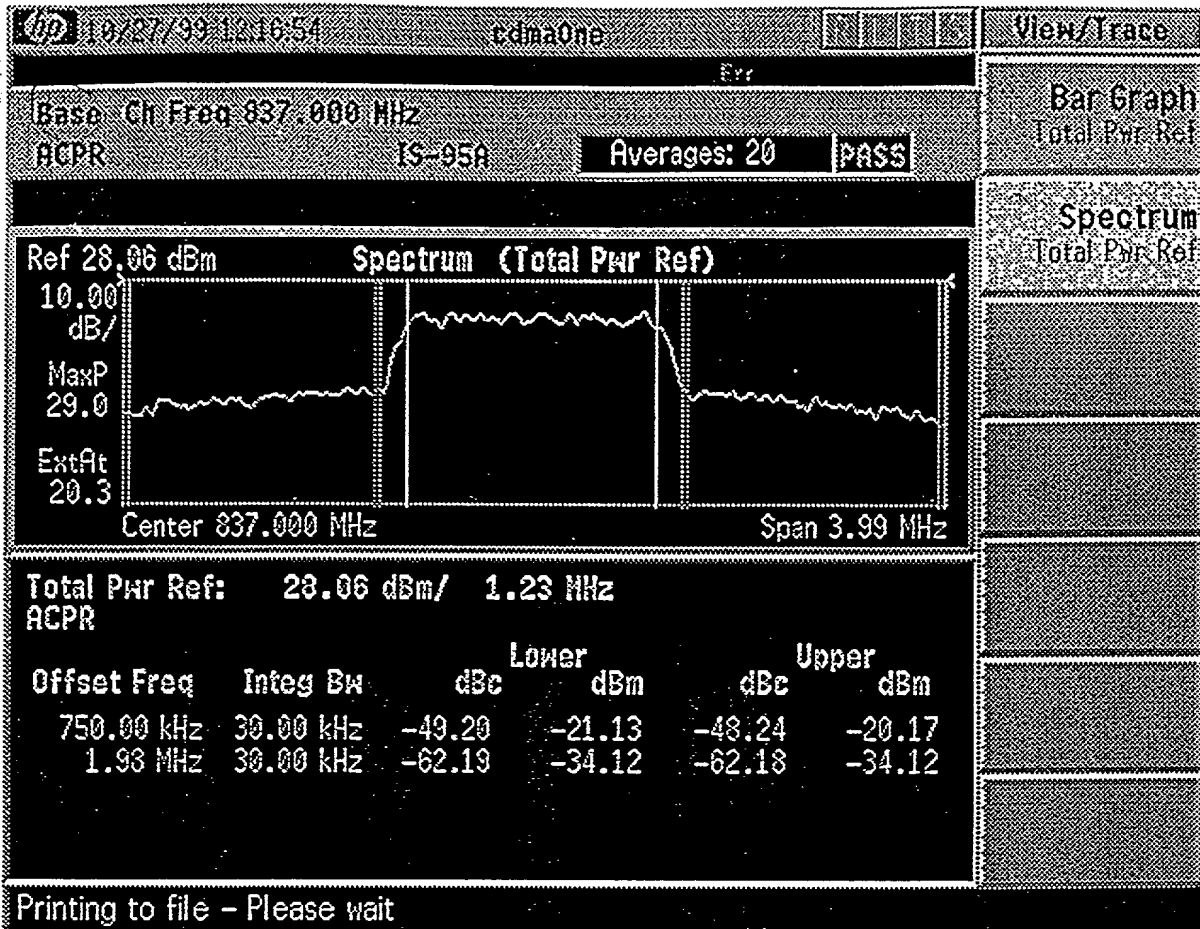 hp 10/27/99 12:16:54 cdmaOne R T L S View/Trace
Err
Base Ch Freq 837.000 MHz
ACPR IS-95A Averages: 20 PASS
Bar Graph
Total Pwr Ref
Spectrum
Total Pwr Ref
Ref 28.06 dBm Spectrum (Total Pwr Ref)
10.00
dB/
MaxP
29.0
ExtAt
20.3
Center 837.000 MHz Span 3.99 MHz
Total Pwr Ref: 28.06 dBm/ 1.23 MHz
ACPR
Lower Upper
Offset Freq Integ Bw dBc dBm dBc dBm
750.00 kHz 30.00 kHz -49.20 -21.13 -48.24 -20.17
1.98 MHz 30.00 kHz -62.19 -34.12 -62.18 -34.12
Printing to file - Please wait